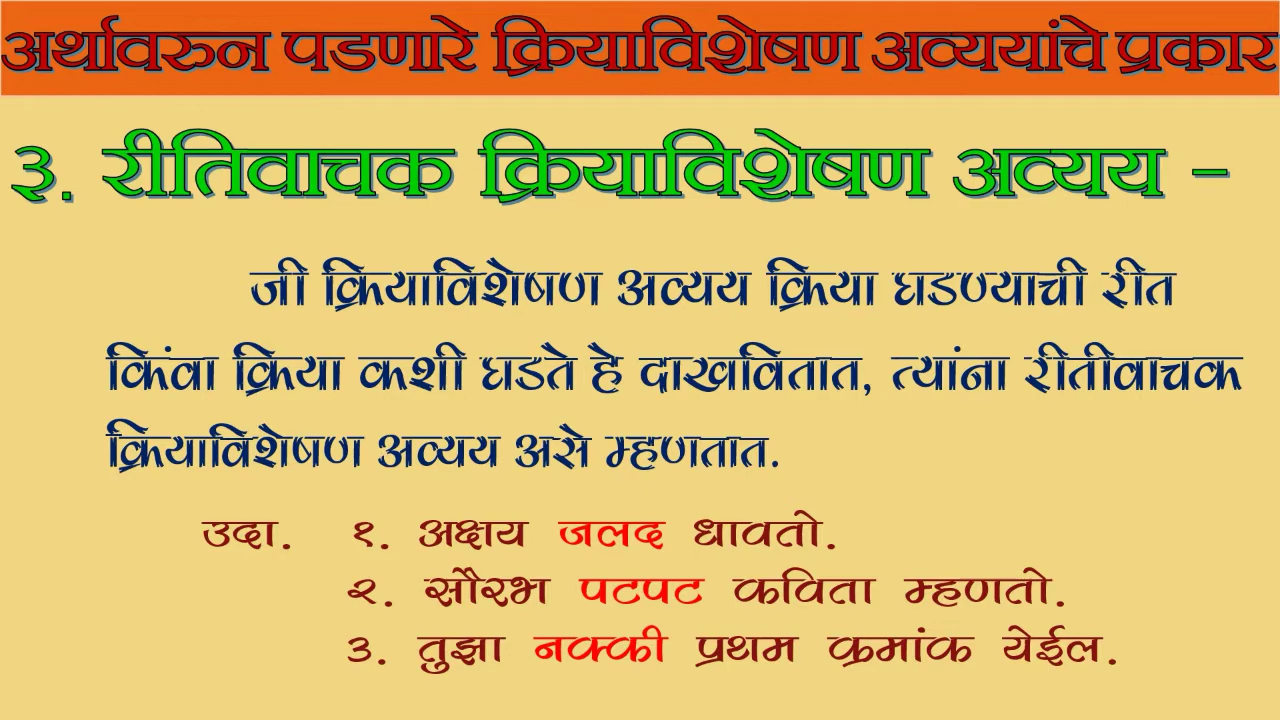 अर्थावरुन पडणारे क्रियाविशेषण अव्ययांचे प्रकार
३. रीतिवाचक क्रियाविशेषण अव्यय -
जी क्रियाविशेषण अव्यय क्रिया घडण्याची रीत
किंवा क्रिया कशी घडते हे दाखवितात, त्यांना रीतीवाचक
क्रियाविशेषण अव्यय असे म्हणतात.
उदा. १. अक्षय जलद धावतो.
२. सौरभ पटपट कविता म्हणतो.
३. तुझा नक्की प्रथम क्रमांक येईल.